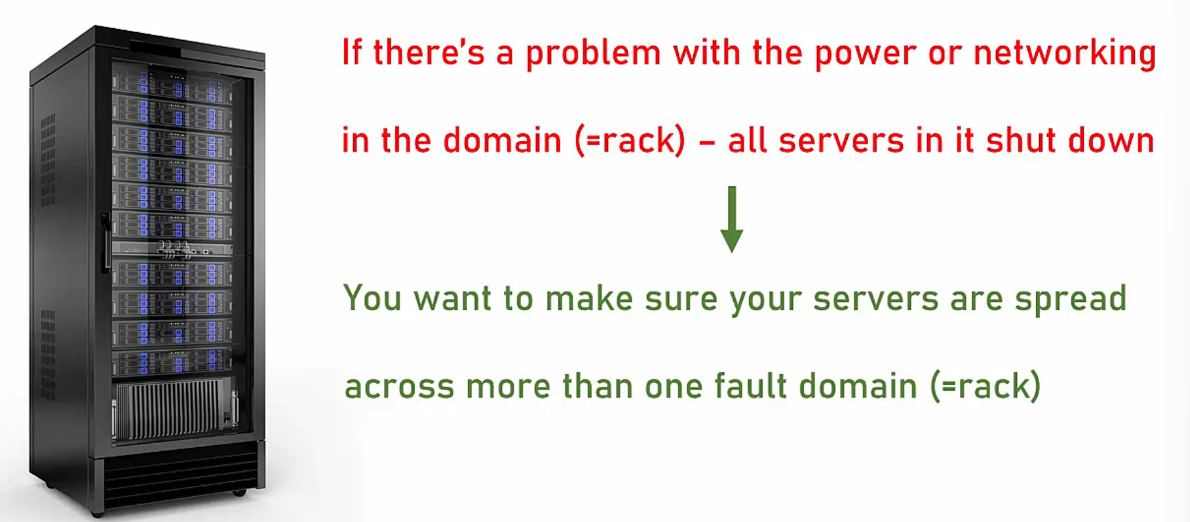 If there's a problem with the power or networking
in the domain (=rack) – all servers in it shut down
You want to make sure your servers are spread
across more than one fault domain (=rack)